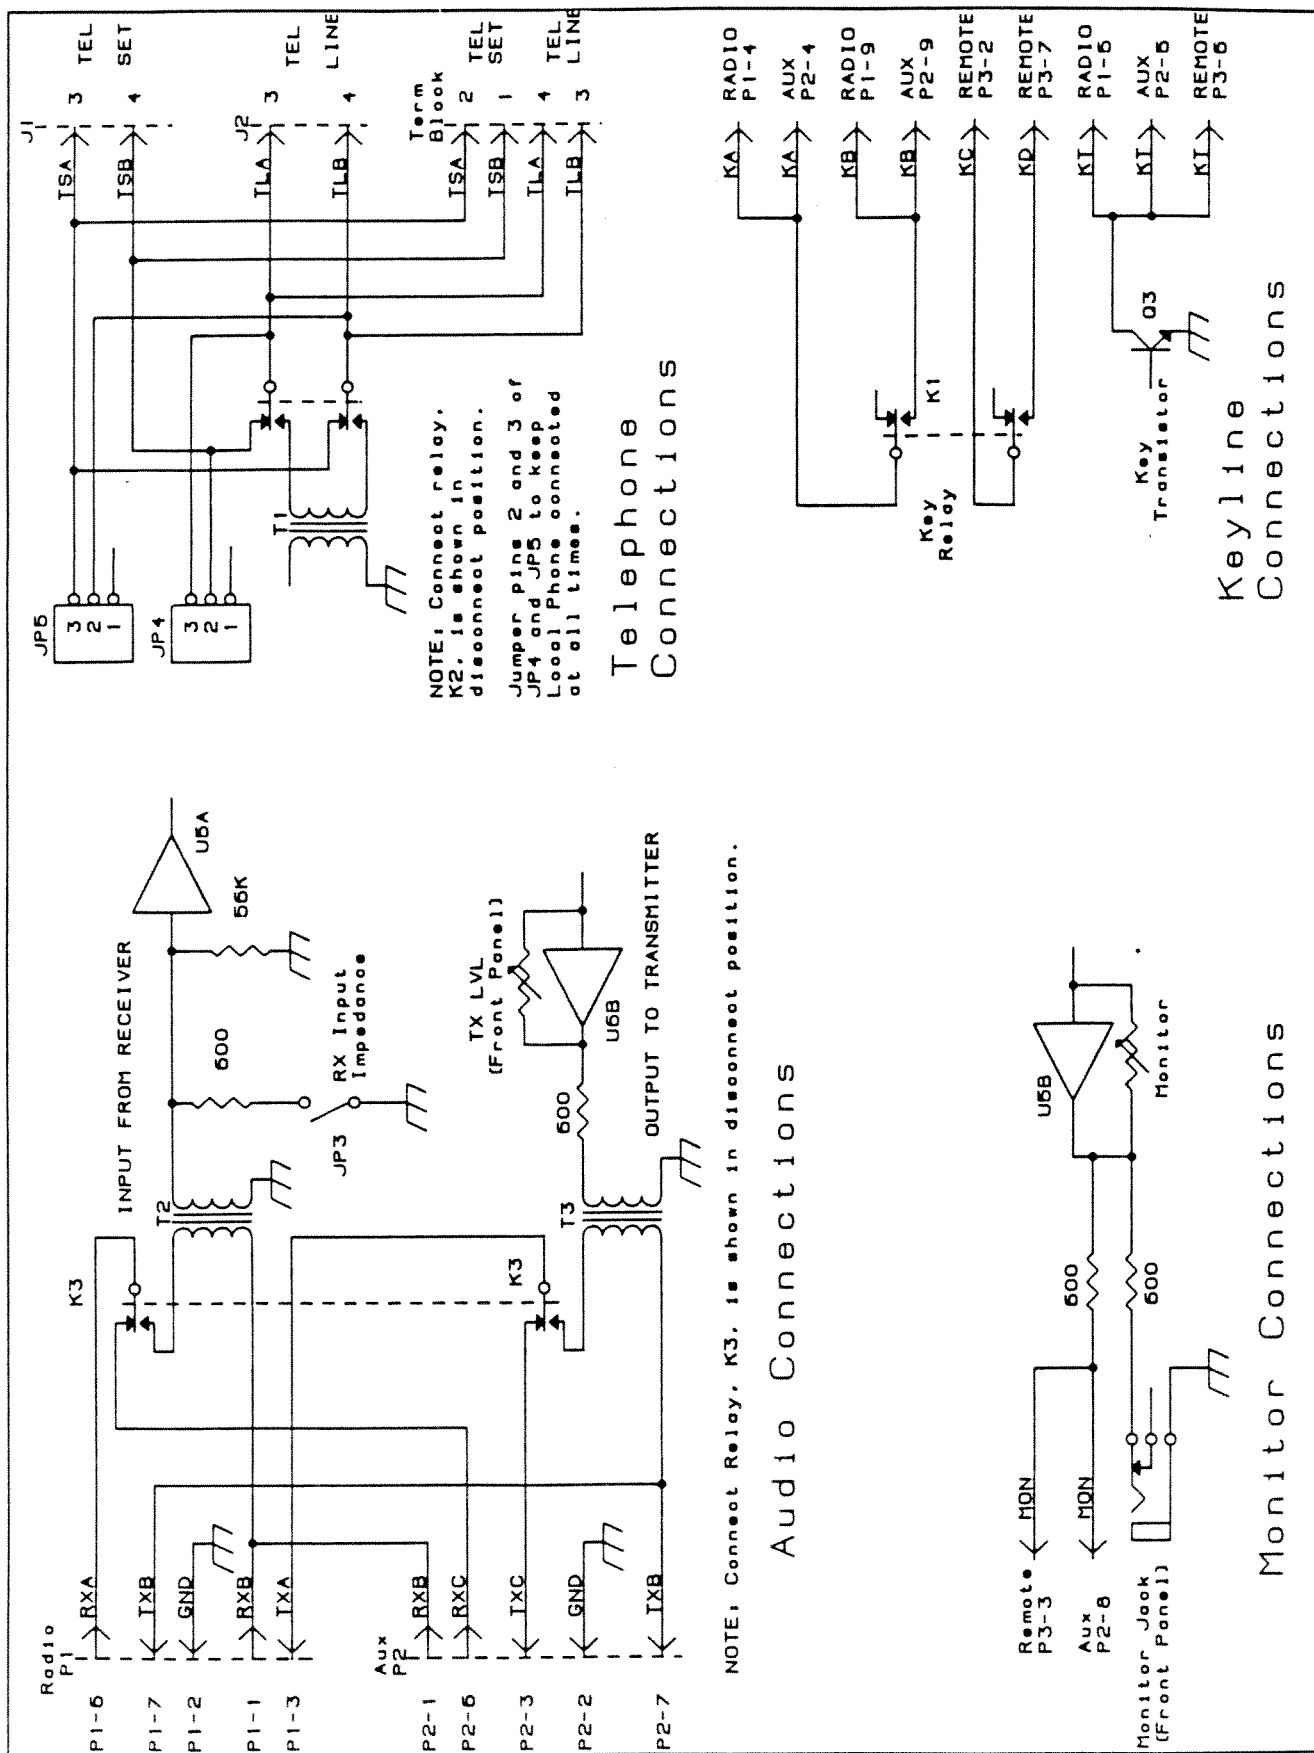 Radio
P1
P1-6
RXA
P1-7
TXB
P1-2
GND
P1-1
RXB
P1-3
TXA
Aux
P2
P2-1
RXB
P2-6
RXC
P2-3
TXC
P2-2
GND
P2-7
TXB
K3
K3
INPUT FROM RECEIVER
T2
600
JP3
RX Input
Impedance
56K
U5A
TX LVL
(Front Panel)
U6B
600
T3
OUTPUT TO TRANSMITTER
NOTE: Connect Relay, K3, is shown in disconnect position.
Audio Connections
JP5
3
2
1
JP4
3
2
1
T1
J1
TSA
3
TEL
TSB
4
SET
J2
TLA
3
TEL
TLB
4
LINE
Term
Block
TSA
2
TEL
TSB
1
SET
TLA
4
TEL
TLB
3
LINE
NOTE: Connect relay,
K2, is shown in
disconnect position.
Jumper pins 2 and 3 of
JP4 and JP5 to keep
Local Phone connected
at all times.
Telephone
Connections
Remote
P3-3
MON
Aux
P2-8
MON
Monitor Jack
(Front Panel)
600
600
U5B
Monitor
Monitor Connections
KA
RADIO
P1-4
KA
AUX
P2-4
KB
RADIO
P1-9
KB
AUX
P2-9
KC
REMOTE
P3-2
KD
REMOTE
P3-7
KT
RADIO
P1-5
KT
AUX
P2-5
KT
REMOTE
P3-6
K1
Key
Relay
Q3
Key
Transistor
Keyline
Connections